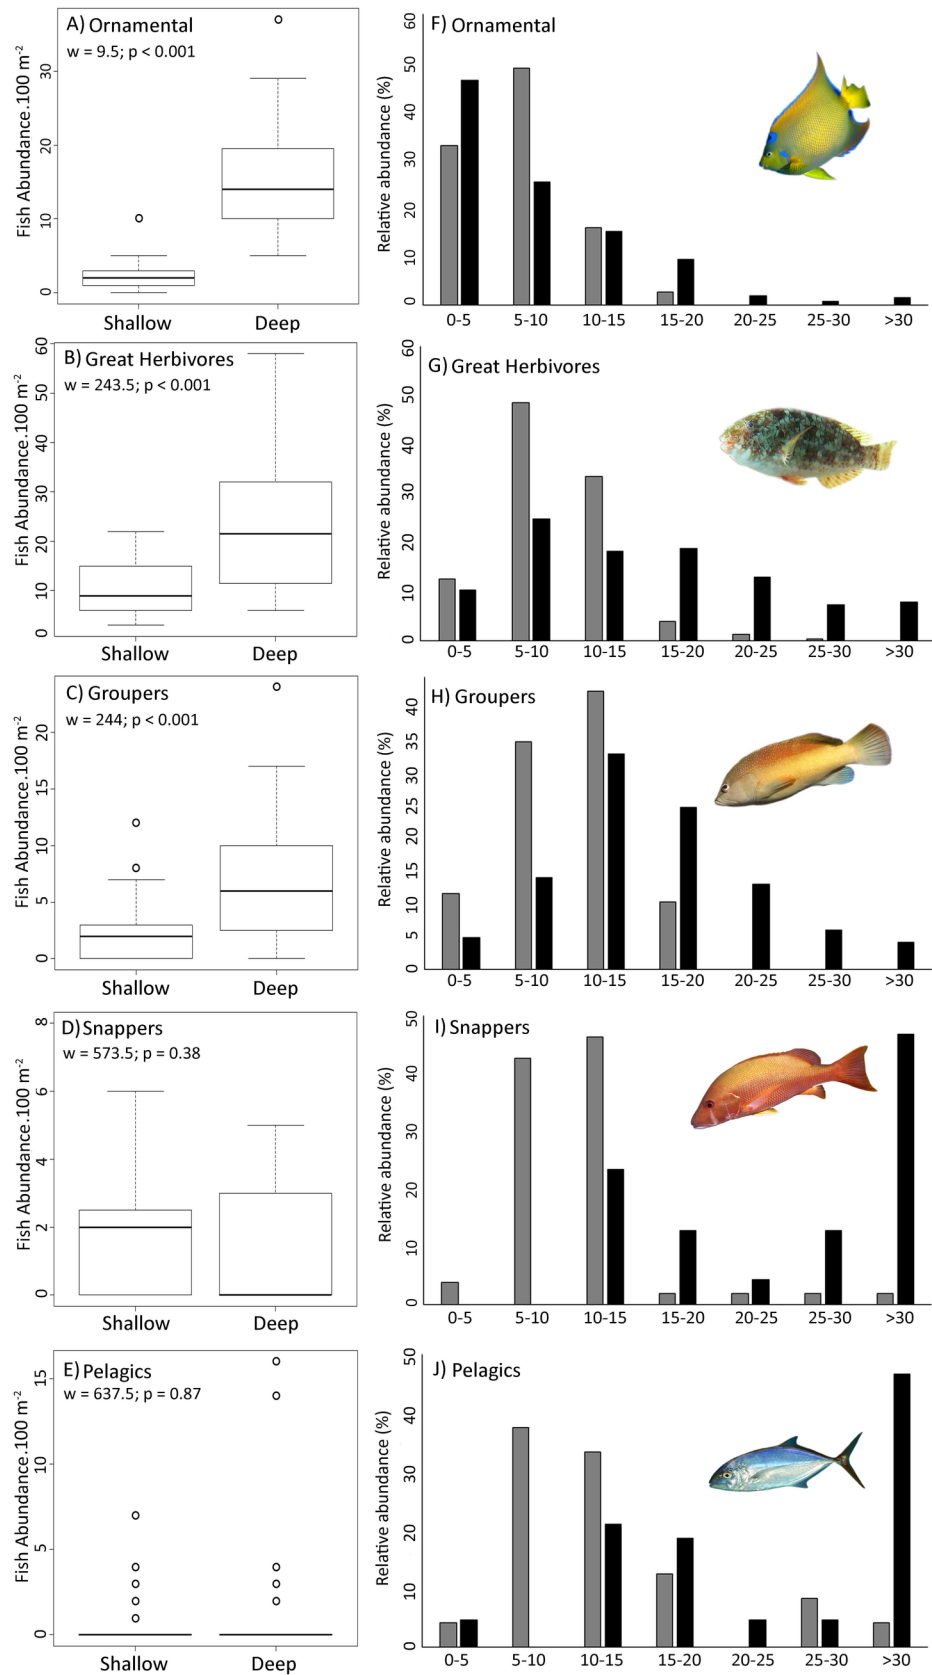 A) Ornamental
w = 9.5; p < 0.001
Fish Abundance.100 m-2
30
20
10
0
Shallow Deep
F) Ornamental
Relative abundance (%)
60
50
40
30
20
10
0
0-5 5-10 10-15 15-20 20-25 25-30 >30
B) Great Herbivores
w = 243.5; p < 0.001
Fish Abundance.100 m-2
60
50
40
30
20
10
0
Shallow Deep
G) Great Herbivores
Relative abundance (%)
60
50
40
30
20
10
0
0-5 5-10 10-15 15-20 20-25 25-30 >30
C) Groupers
w = 244; p < 0.001
Fish Abundance.100 m-2
20
15
10
5
0
Shallow Deep
H) Groupers
Relative abundance (%)
40
35
30
25
20
15
10
5
0
0-5 5-10 10-15 15-20 20-25 25-30 >30
D) Snappers
w = 573.5; p = 0.38
Fish Abundance.100 m-2
8
6
4
2
0
Shallow Deep
I) Snappers
Relative abundance (%)
50
40
30
20
10
0
0-5 5-10 10-15 15-20 20-25 25-30 >30
E) Pelagics
w = 637.5; p = 0.87
Fish Abundance.100 m-2
15
10
5
0
Shallow Deep
J) Pelagics
Relative abundance (%)
50
40
30
20
10
0
0-5 5-10 10-15 15-20 20-25 25-30 >30